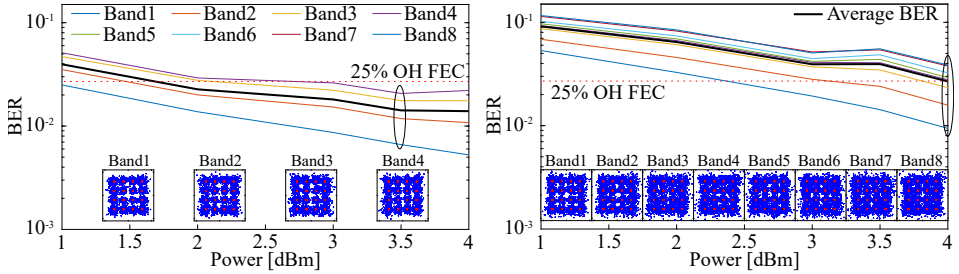 Band1 Band2 Band3 Band4
Band5 Band6 Band7 Band8
25% OH FEC
BER
10-1
10-2
10-3
Band1 Band2 Band3 Band4
1 1.5 2 2.5 3 3.5 4
Power [dBm]
Average BER
25% OH FEC
BER
10-1
10-2
10-3
Band1 Band2 Band3 Band4 Band5 Band6 Band7 Band8
1 1.5 2 2.5 3 3.5 4
Power [dBm]